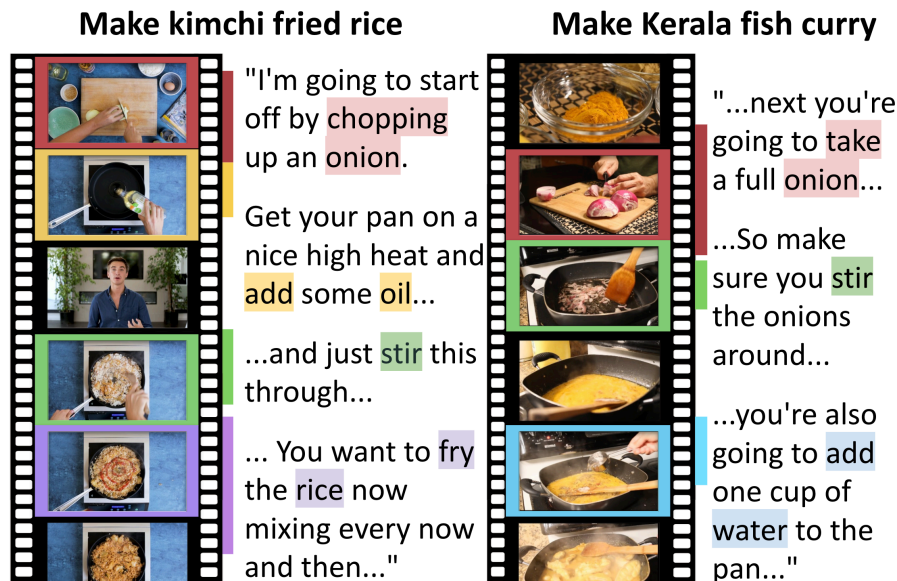 Make kimchi fried rice
"I'm going to start
off by chopping
up an onion.
Get your pan on a
nice high heat and
add some oil...
...and just stir this
through...
... You want to fry
the rice now
mixing every now
and then..."
Make Kerala fish curry
"...next you're
going to take
a full onion...
...So make
sure you stir
the onions
around...
...you're also
going to add
one cup of
water to the
pan..."